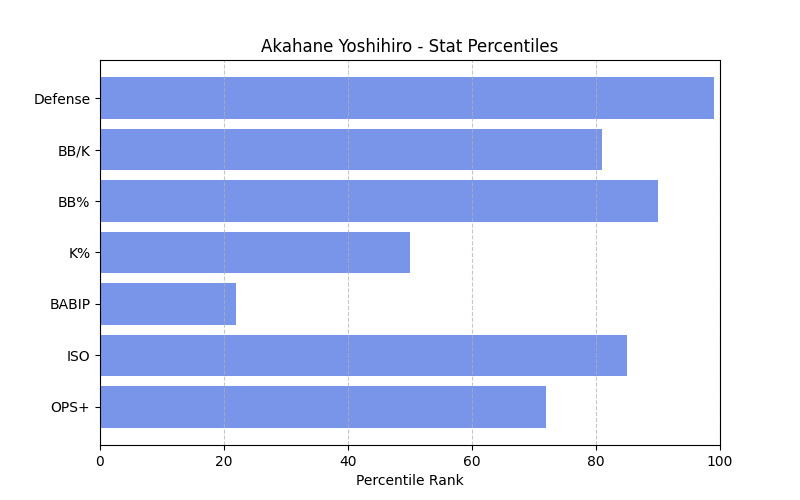 Akahane Yoshihiro - Stat Percentiles
Defense
BB/K
BB%
K%
BABIP
ISO
OPS+
0 20 40 60 80 100
Percentile Rank